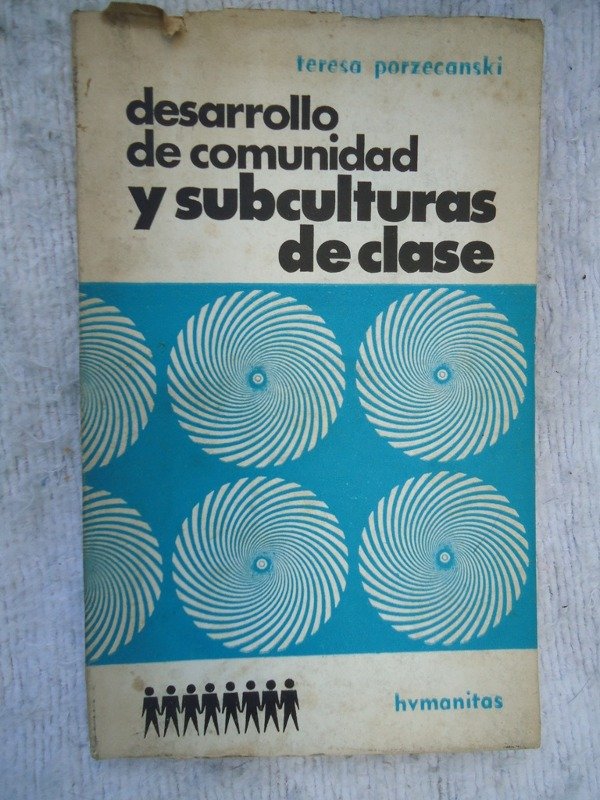 teresa porzecanski
desarrollo
de comunidad
y subculturas
de clase
hvmanitas